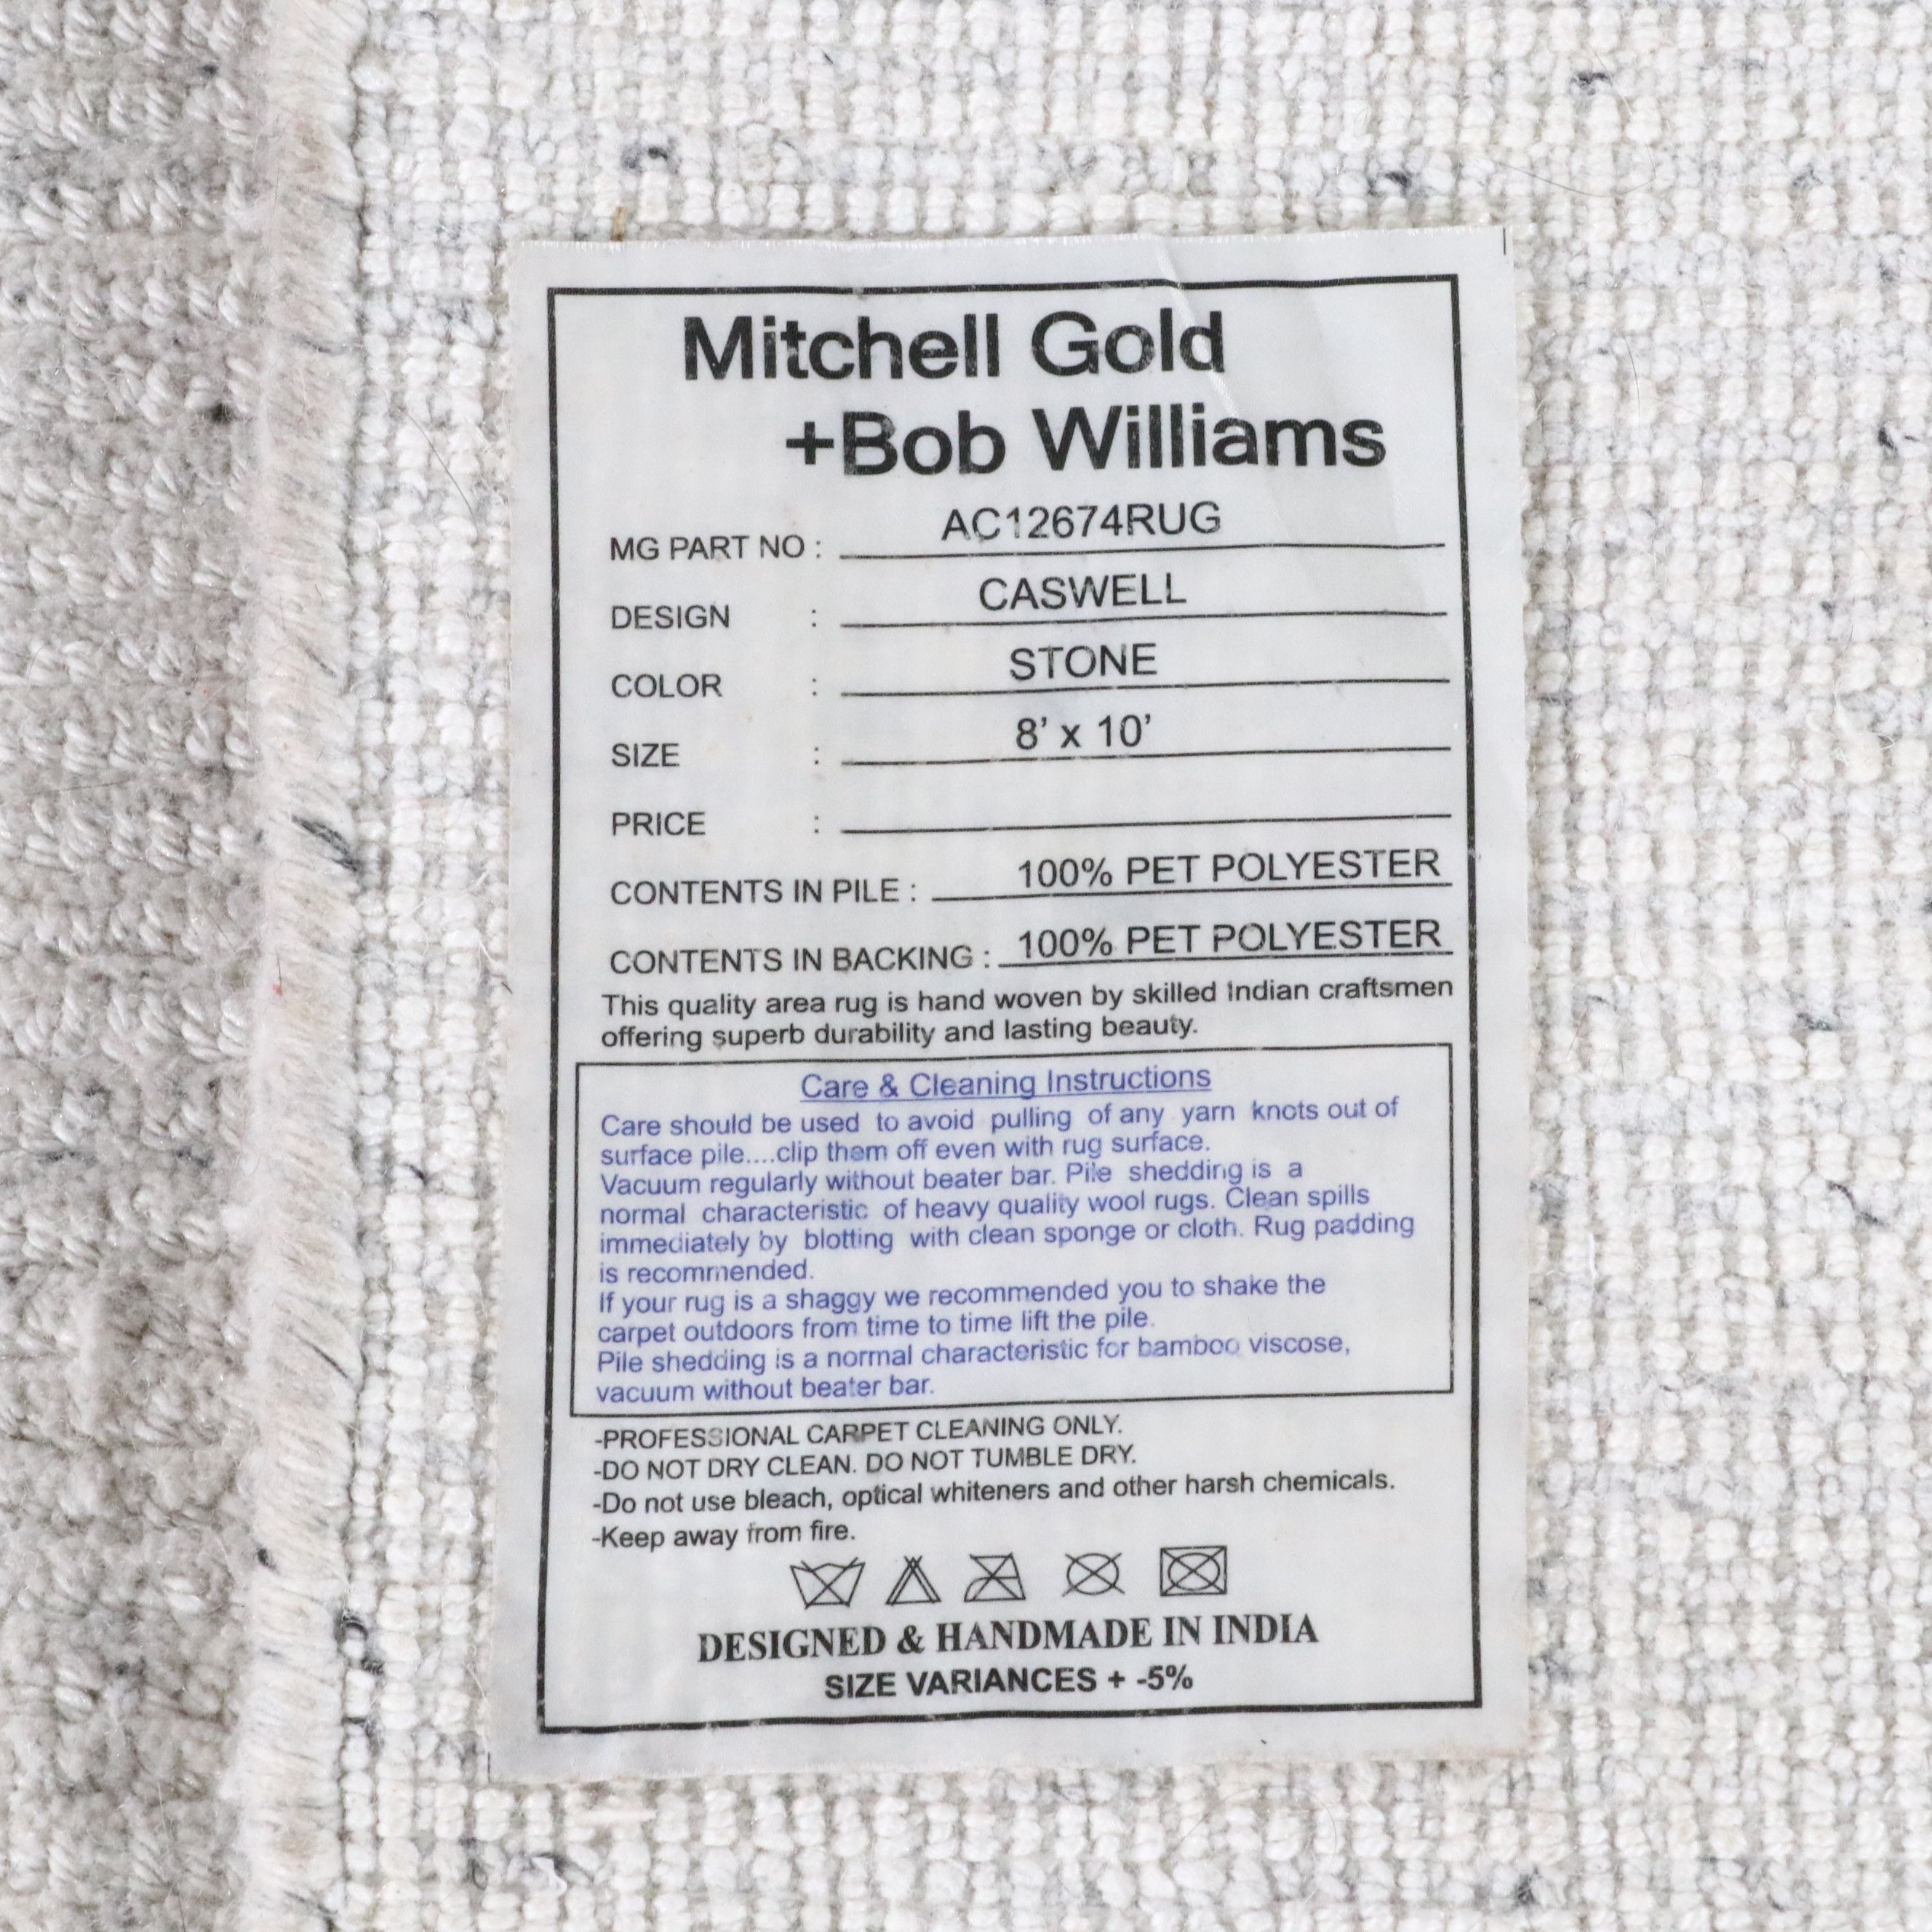 Mitchell Gold
+Bob Williams
MG PART NO : AC12674RUG
DESIGN : CASWELL
COLOR : STONE
SIZE : 8' x 10'
PRICE :
CONTENTS IN PILE : 100% PET POLYESTER
CONTENTS IN BACKING : 100% PET POLYESTER
This quality area rug is hand woven by skilled Indian craftsmen
offering superb durability and lasting beauty.
Care & Cleaning Instructions
Care should be used to avoid pulling of any yarn knots out of
surface pile....clip them off even with rug surface.
Vacuum regularly without beater bar. Pile shedding is a
normal characteristic of heavy quality wool rugs. Clean spills
immediately by blotting with clean sponge or cloth. Rug padding
is recommended.
If your rug is a shaggy we recommended you to shake the
carpet outdoors from time to time lift the pile.
Pile shedding is a normal characteristic for bamboo viscose,
vacuum without beater bar.
-PROFESSIONAL CARPET CLEANING ONLY.
-DO NOT DRY CLEAN. DO NOT TUMBLE DRY.
-Do not use bleach, optical whiteners and other harsh chemicals.
-Keep away from fire.
DESIGNED & HANDMADE IN INDIA
SIZE VARIANCES + -5%